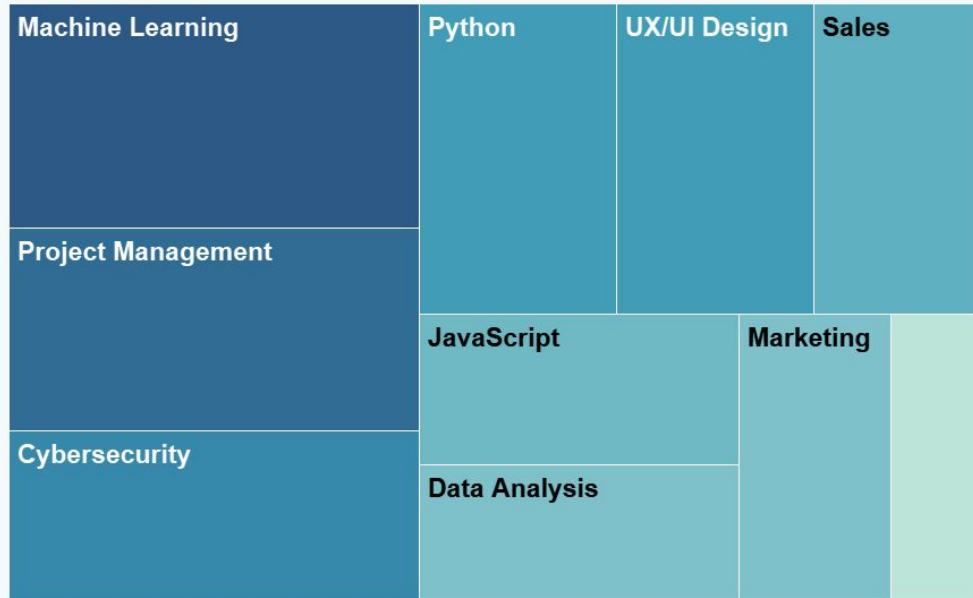 Machine Learning
Python
UX/UI Design
Sales
Project Management
JavaScript
Marketing
Cybersecurity
Data Analysis